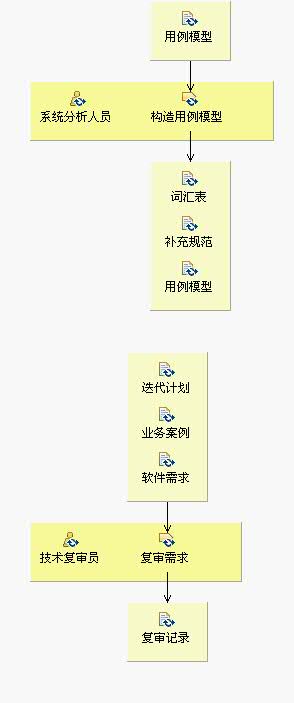 用例模型
系统分析人员 构造用例模型
词汇表
补充规范
用例模型
迭代计划
业务案例
软件需求
技术复审员 复审需求
复审记录